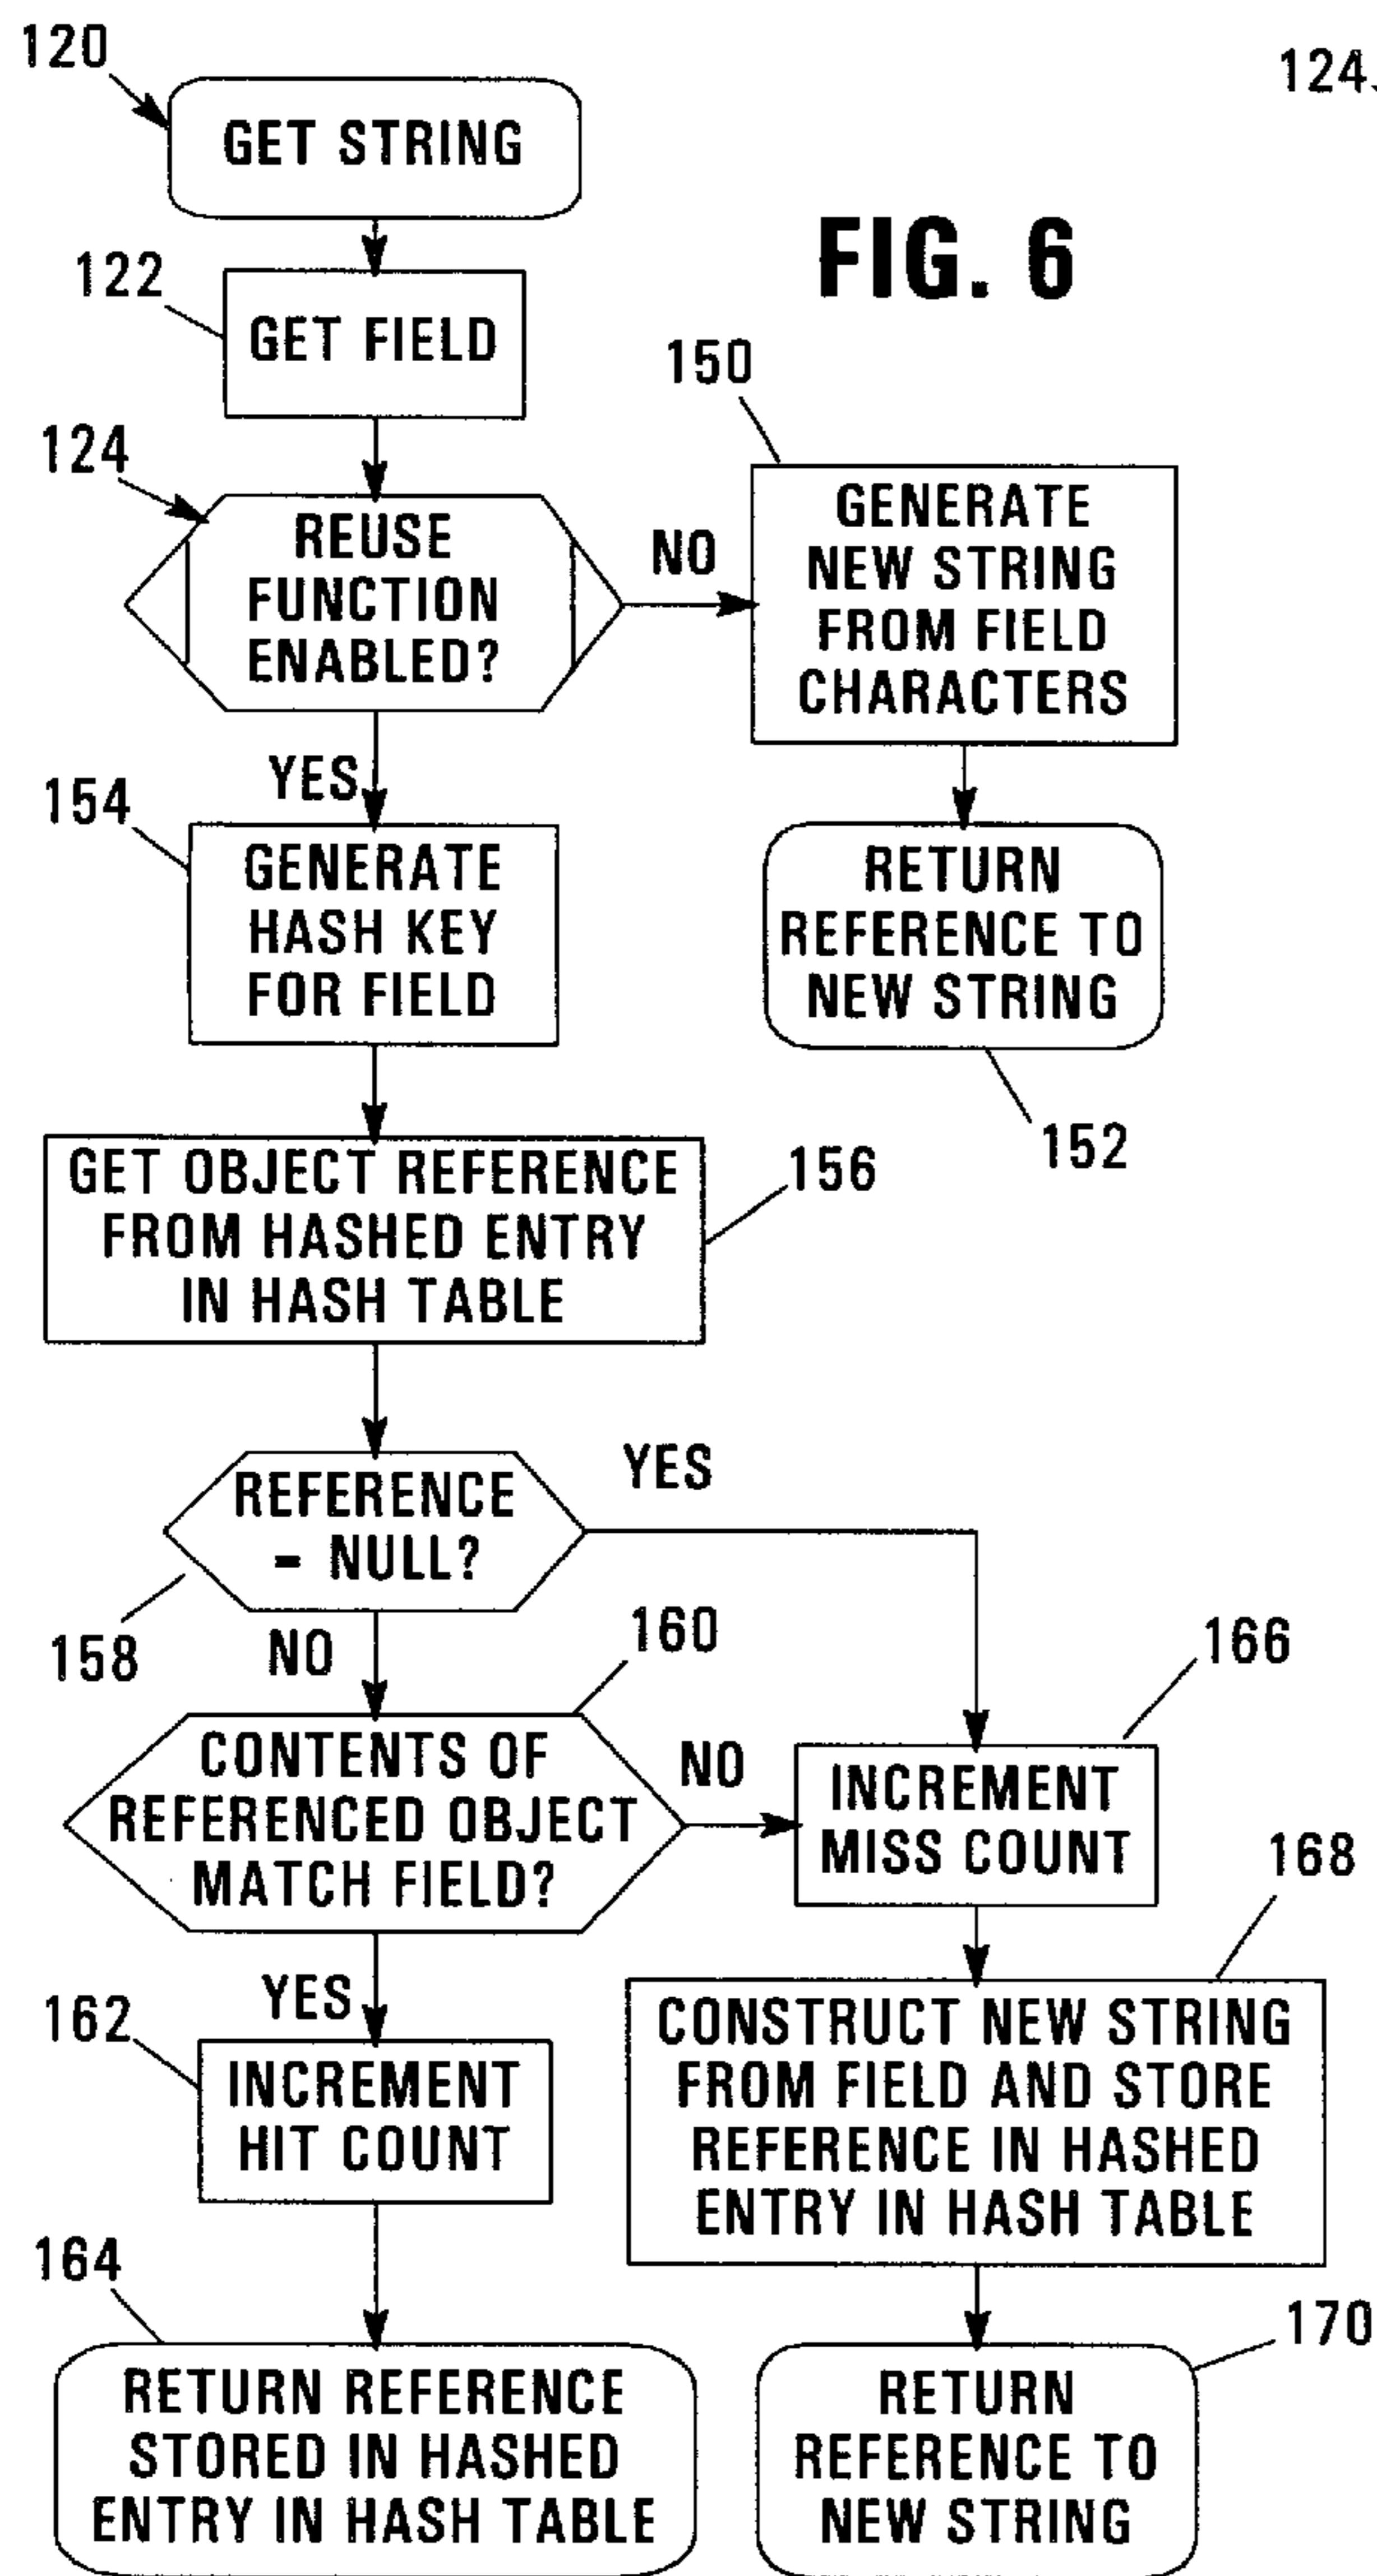 120
124
GET STRING
FIG. 6
122
GET FIELD
150
124
REUSE
FUNCTION
ENABLED?
NO
GENERATE
NEW STRING
FROM FIELD
CHARACTERS
YES
154
GENERATE
HASH KEY
FOR FIELD
RETURN
REFERENCE TO
NEW STRING
152
GET OBJECT REFERENCE
FROM HASHED ENTRY
IN HASH TABLE
156
REFERENCE
= NULL?
YES
158
NO
160
166
CONTENTS OF
REFERENCED OBJECT
MATCH FIELD?
NO
INCREMENT
MISS COUNT
168
YES
162
INCREMENT
HIT COUNT
CONSTRUCT NEW STRING
FROM FIELD AND STORE
REFERENCE IN HASHED
ENTRY IN HASH TABLE
164
170
RETURN REFERENCE
STORED IN HASHED
ENTRY IN HASH TABLE
RETURN
REFERENCE TO
NEW STRING